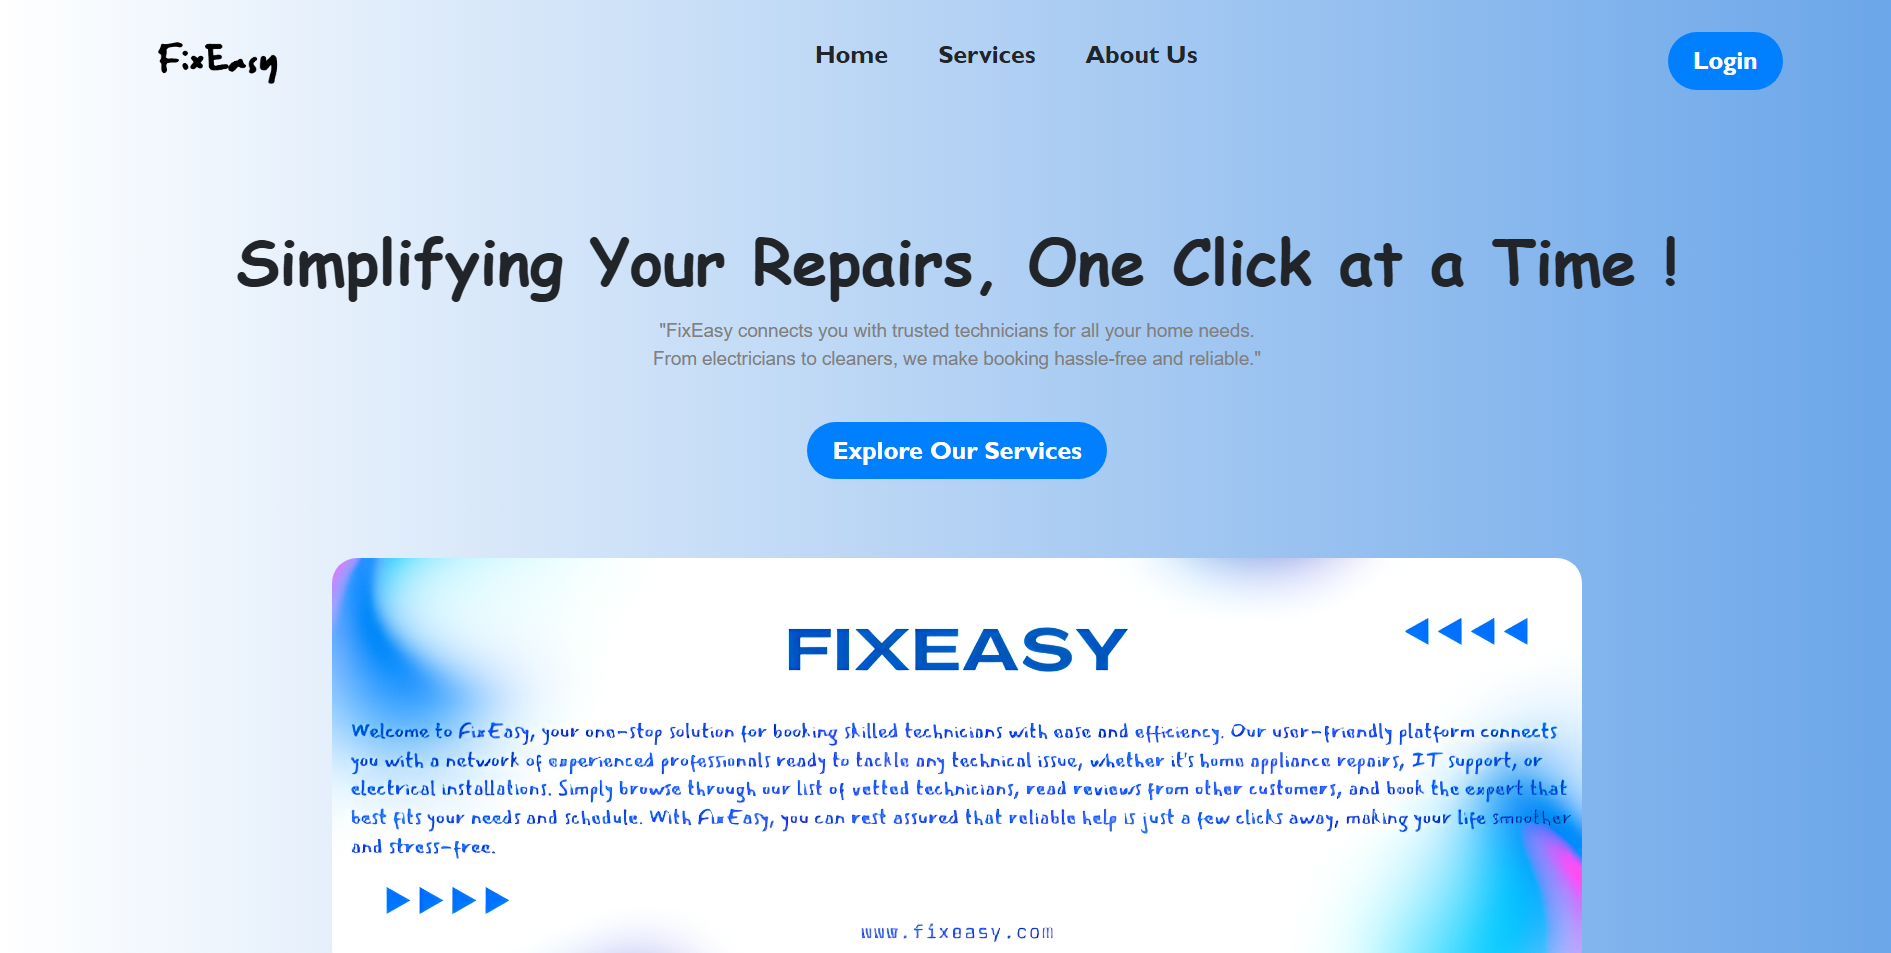 FixEasy
Home Services About Us
Login
Simplifying Your Repairs, One Click at a Time !
"FixEasy connects you with trusted technicians for all your home needs.
From electricians to cleaners, we make booking hassle-free and reliable."
Explore Our Services
FIXEASY
Welcome to FixEasy, your one-stop solution for booking skilled technicians with ease and efficiency. Our user-friendly platform connects
you with a network of experienced professionals ready to tackle any technical issue, whether it's home appliance repairs, IT support, or
electrical installations. Simply browse through our list of vetted technicians, read reviews from other customers, and book the expert that
best fits your needs and schedule. With FixEasy, you can rest assured that reliable help is just a few clicks away, making your life smoother
and stress-free.
www.fixeasy.com